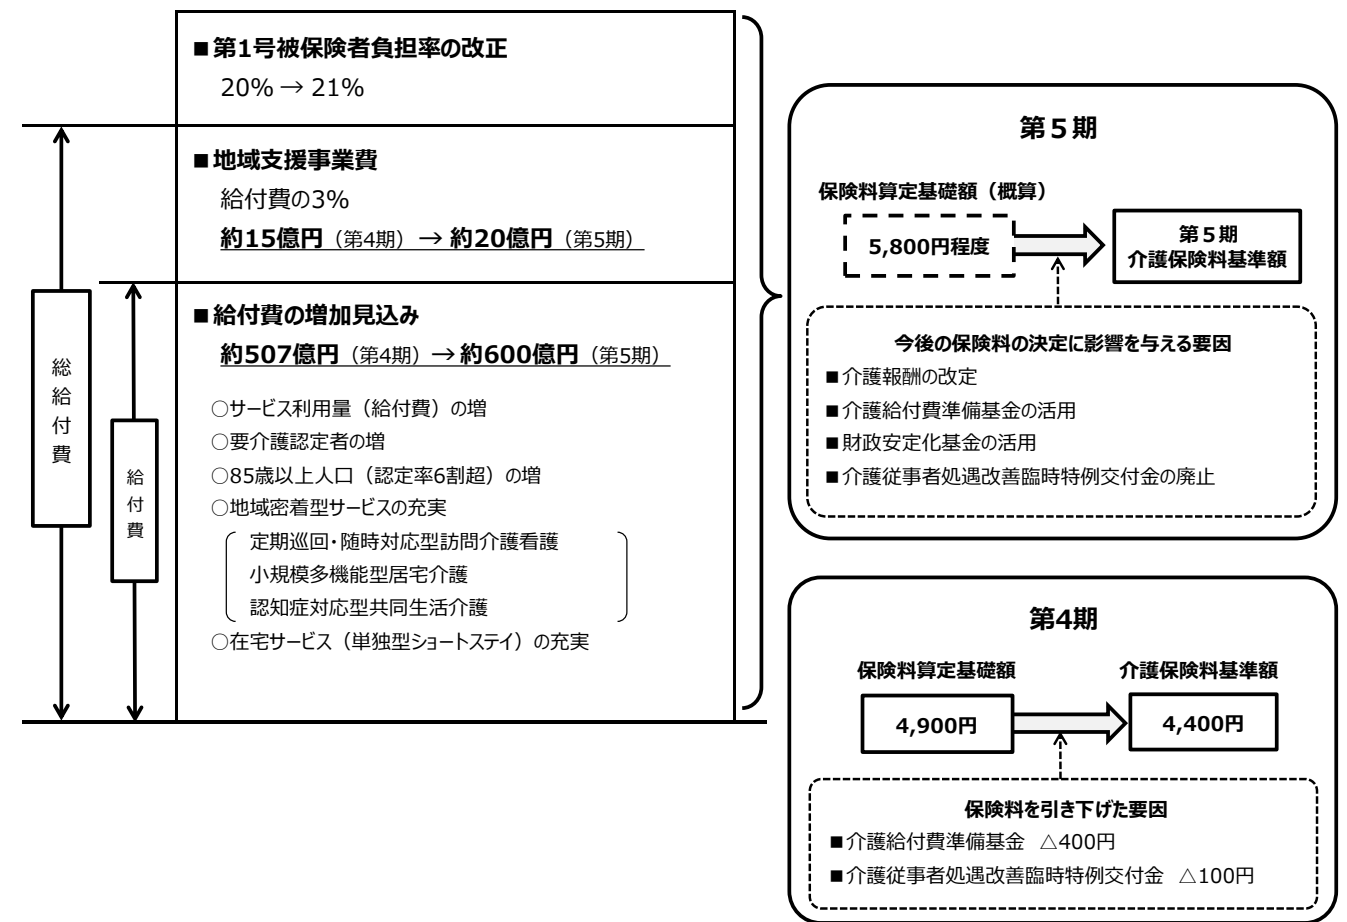 ■第1号被保険者負担率の改正
20% → 21%
■地域支援事業費
給付費の3%
約15億円（第4期）→ 約20億円（第5期）
■給付費の増加見込み
約507億円（第4期）→ 約600億円（第5期）
○サービス利用量（給付費）の増
○要介護認定者の増
○85歳以上人口（認定率6割超）の増
○地域密着型サービスの充実
定期巡回・随時対応型訪問介護看護
小規模多機能型居宅介護
認知症対応型共同生活介護
○在宅サービス（単独型ショートステイ）の充実
総給付費
給付費
第５期
保険料算定基礎額（概算）
5,800円程度
第５期
介護保険料基準額
今後の保険料の決定に影響を与える要因
■介護報酬の改定
■介護給付費準備基金の活用
■財政安定化基金の活用
■介護従事者処遇改善臨時特例交付金の廃止
第4期
保険料算定基礎額
介護保険料基準額
4,900円
4,400円
保険料を引き下げた要因
■介護給付費準備基金 △400円
■介護従事者処遇改善臨時特例交付金 △100円